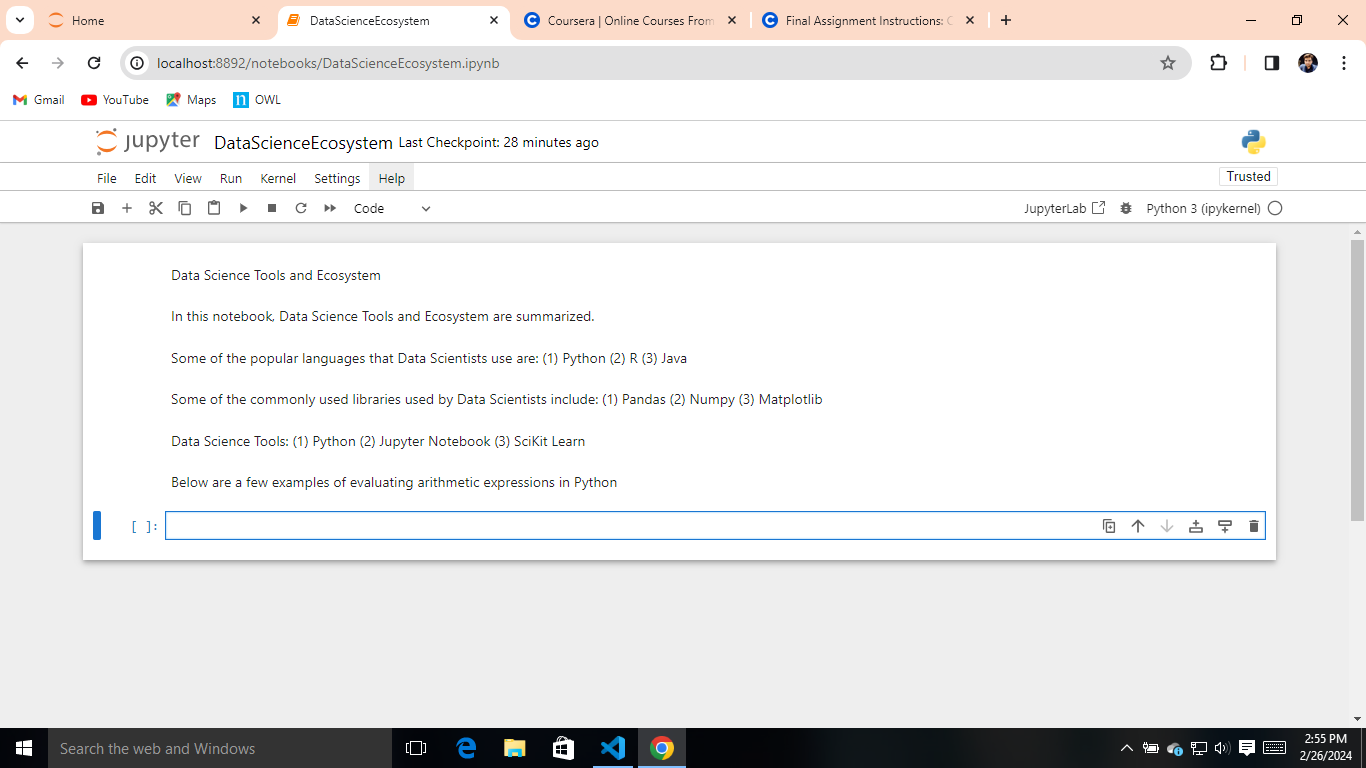 Home
DataScienceEcosystem
Coursera | Online Courses From
Final Assignment Instructions: C
localhost:8892/notebooks/DataScienceEcosystem.ipynb
Gmail YouTube Maps OWL
jupyter DataScienceEcosystem Last Checkpoint: 28 minutes ago
File Edit View Run Kernel Settings Help Trusted
Code JupyterLab Python 3 (ipykernel)
Data Science Tools and Ecosystem
In this notebook, Data Science Tools and Ecosystem are summarized.
Some of the popular languages that Data Scientists use are: (1) Python (2) R (3) Java
Some of the commonly used libraries used by Data Scientists include: (1) Pandas (2) Numpy (3) Matplotlib
Data Science Tools: (1) Python (2) Jupyter Notebook (3) SciKit Learn
Below are a few examples of evaluating arithmetic expressions in Python
[ ]:
Search the web and Windows
2:55 PM
2/26/2024